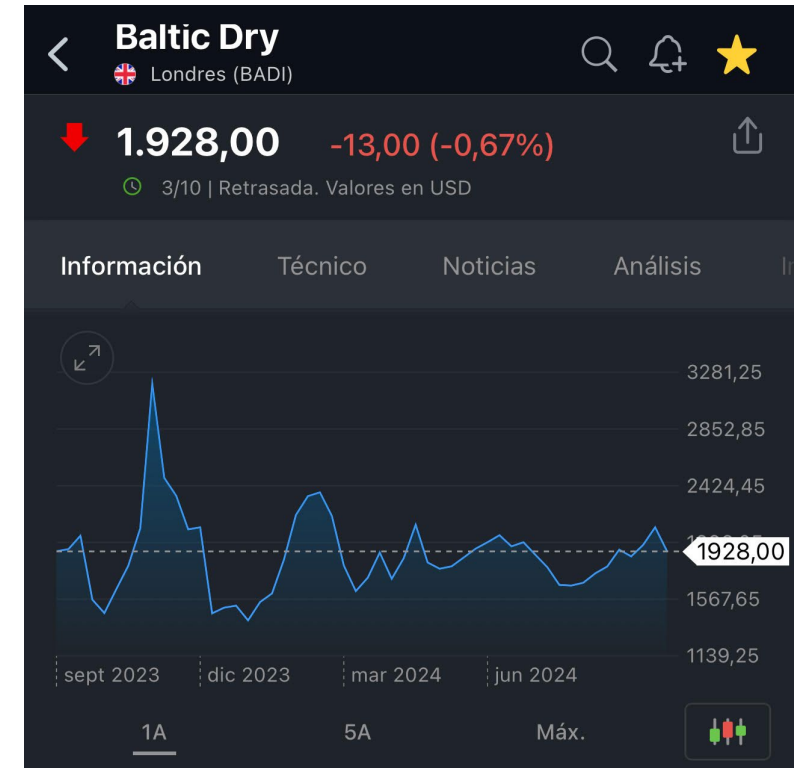 Baltic Dry
Londres (BADI)
1.928,00 -13,00 (-0,67%)
3/10 | Retrasada. Valores en USD
Información Técnico Noticias Análisis
3281,25
2852,85
2424,45
1928,00
1567,65
1139,25
sept 2023 dic 2023 mar 2024 jun 2024
1A 5A Máx.